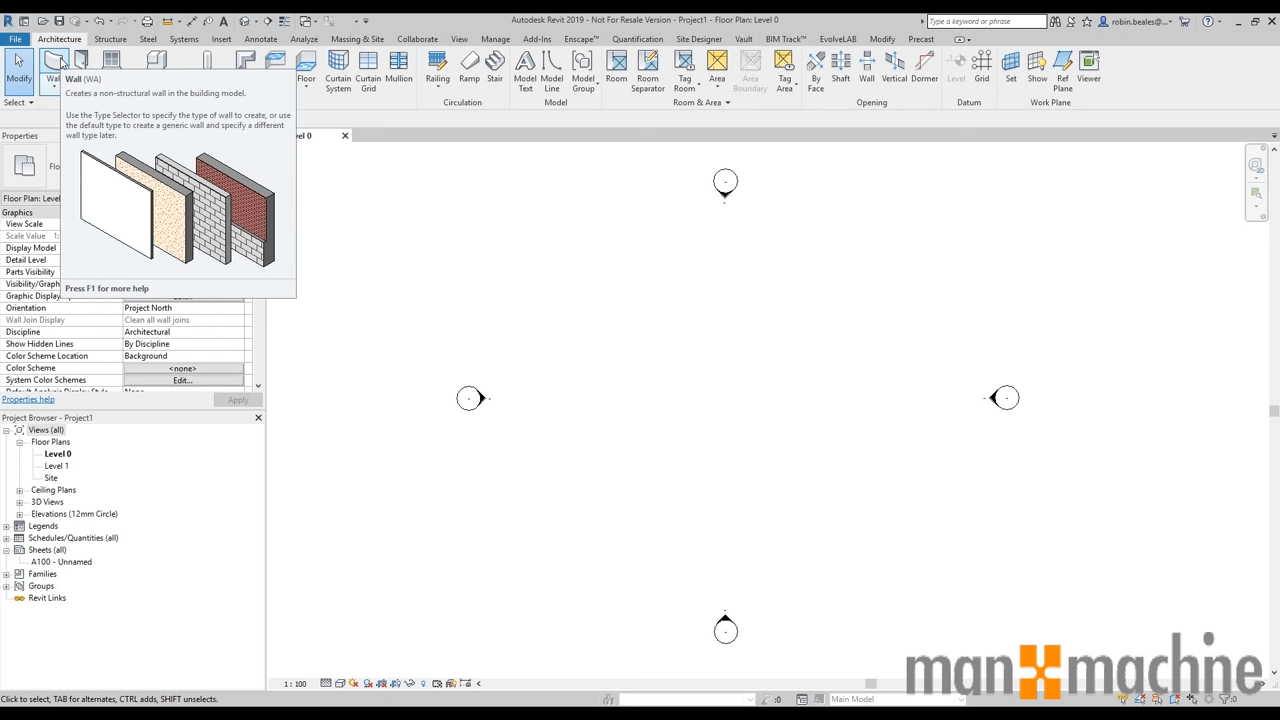 Autodesk Revit 2019 - Not For Resale Version - Project1 - Floor Plan: Level 0
Type a keyword or phrase
robin.beales@...
File Architecture Structure Steel Systems Insert Annotate Analyze Massing & Site Collaborate View Manage Add-Ins Enscape™ Quantification Site Designer Vault BIM Track™ Modify EvolveLAB Precast
Modify
Wall
Floor
Curtain System
Curtain Grid
Mullion
Railing
Ramp
Stair
Model Text
Model Line
Model Group
Room
Room Separator
Tag Room
Area
Area Boundary
Tag Area
By Face
Shaft
Wall
Vertical
Dormer
Level
Grid
Set
Show
Ref Plane
Viewer
Select
Circulation
Model
Room & Area
Opening
Datum
Work Plane
Wall (WA)
Creates a non-structural wall in the building model.
Use the Type Selector to specify the type of wall to create, or use
the default type to create a generic wall and specify a different
wall type later.
Press F1 for more help
Properties
Floor Plan: Level
Graphics
View Scale
Scale Value 1:
Display Model
Detail Level
Parts Visibility
Visibility/Graph
Graphic Display
Orientation Project North
Wall Join Display Clean all wall joins
Discipline Architectural
Show Hidden Lines By Discipline
Color Scheme Location Background
Color Scheme <none>
System Color Schemes Edit...
Properties help
Apply
Project Browser - Project1
Views (all)
Floor Plans
Level 0
Level 1
Site
Ceiling Plans
3D Views
Elevations (12mm Circle)
Legends
Schedules/Quantities (all)
Sheets (all)
A100 - Unnamed
Families
Groups
Revit Links
1 : 100
manxmachine
Click to select, TAB for alternates, CTRL adds, SHIFT unselects.
:0
Main Model
:0